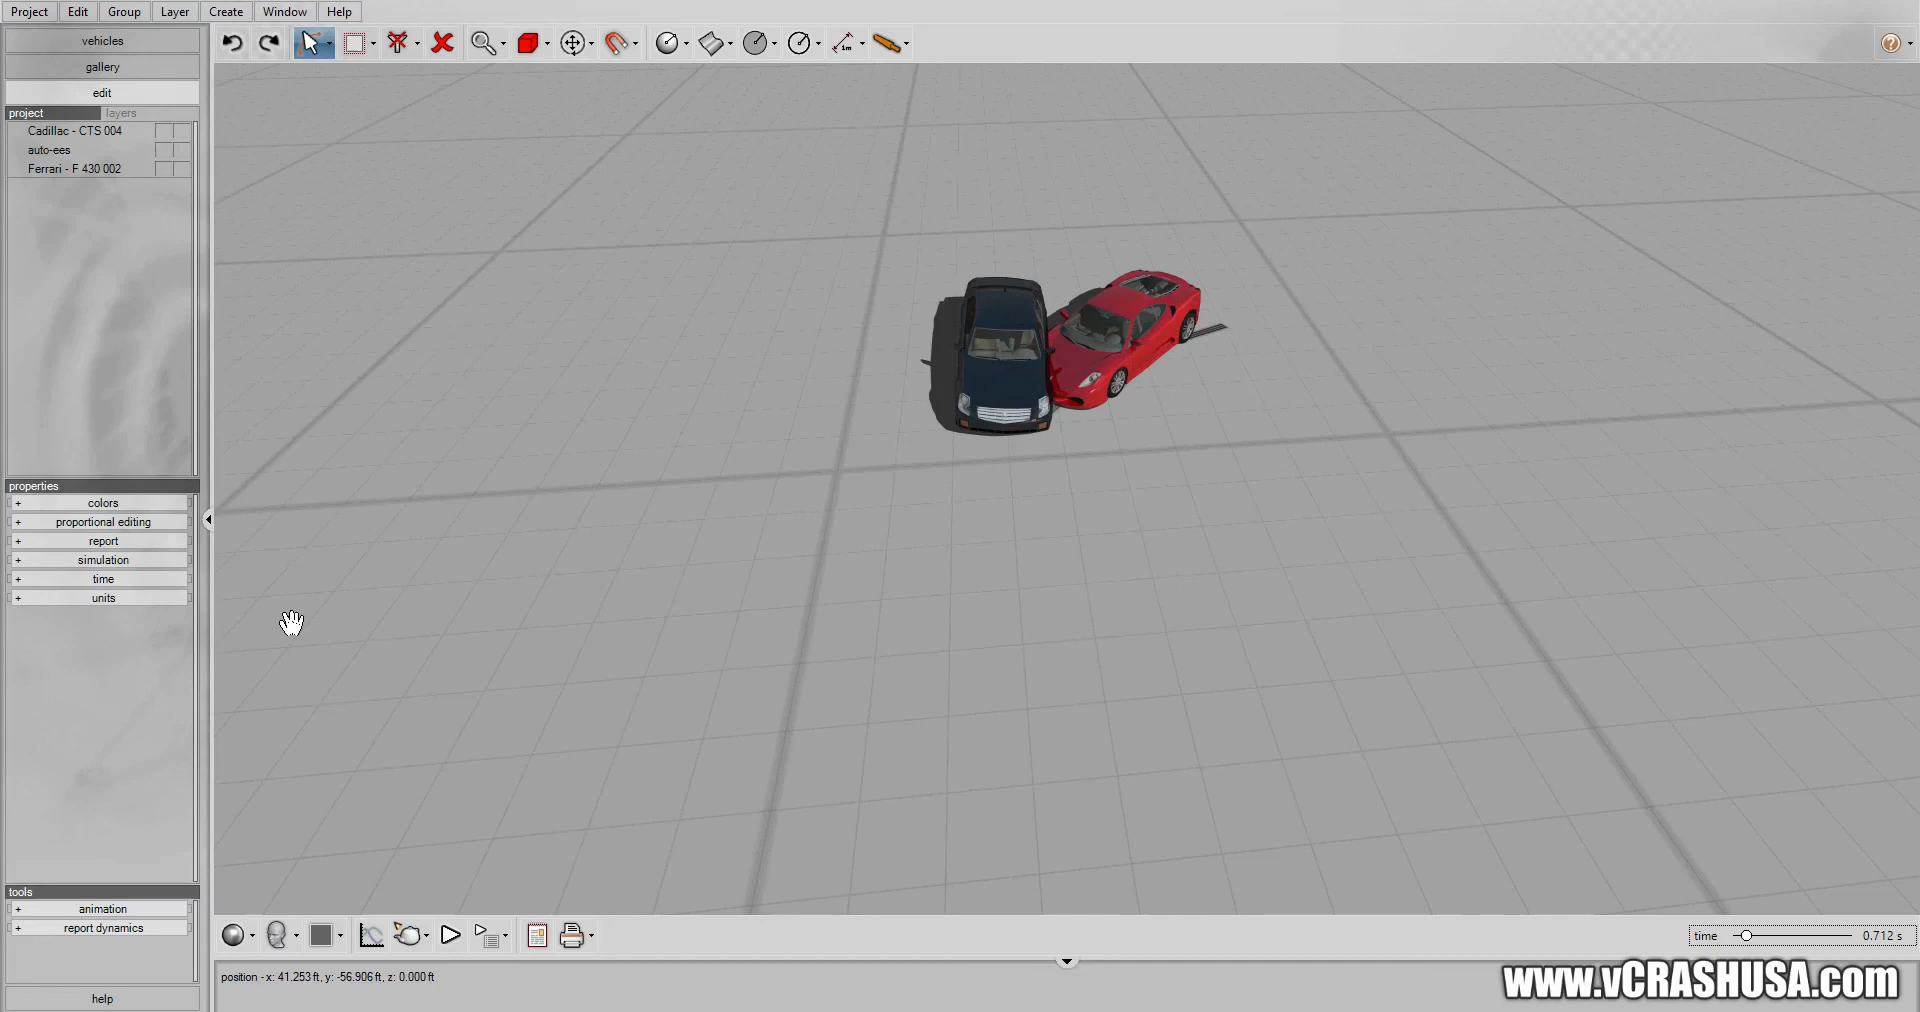 Project Edit Group Layer Create Window Help
vehicles
gallery
edit
project layers
Cadillac - CTS 004
auto-ees
Ferrari - F 430 002
properties
+ colors
+ proportional editing
+ report
+ simulation
+ time
+ units
tools
+ animation
+ report dynamics
help
1m
?
time 0.712 s
position - x: 41.253 ft, y: -56.906 ft, z: 0.000 ft
www.vCRASHUSA.com